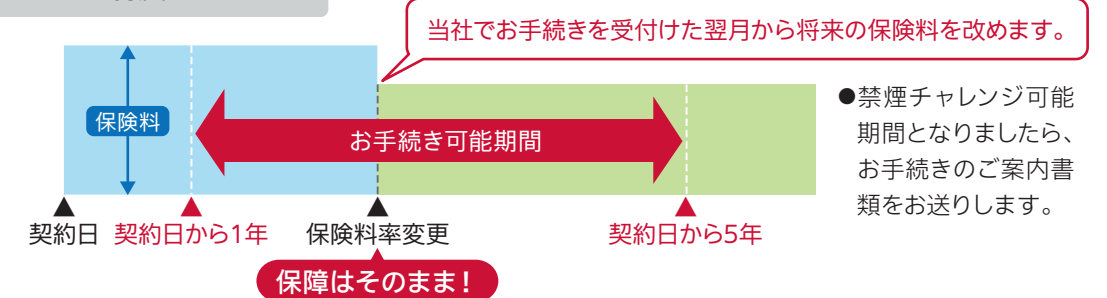 当社でお手続きを受付けた翌月から将来の保険料を改めます。
保険料
お手続き可能期間
●禁煙チャレンジ可能
期間となりましたら、
お手続きのご案内書
類をお送りします。
契約日
契約日から1年
保険料率変更
契約日から5年
保障はそのまま!